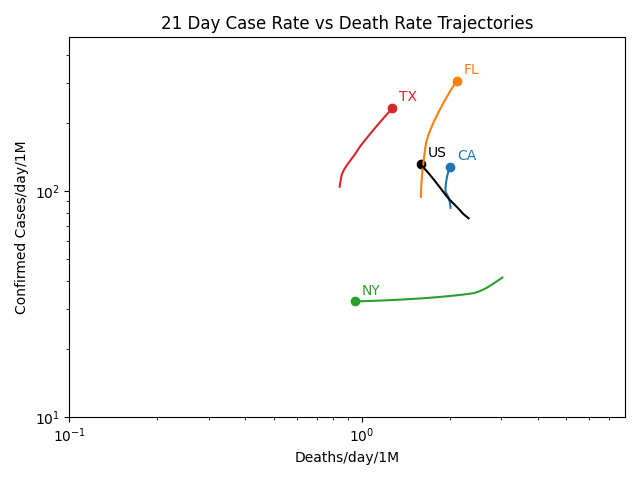 21 Day Case Rate vs Death Rate Trajectories
FL
TX
US
CA
NY
10²
10¹
10⁻¹
10⁰
Confirmed Cases/day/1M
Deaths/day/1M